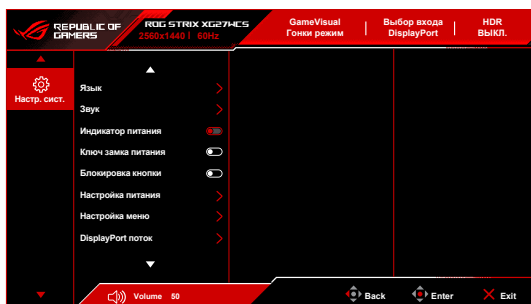 REPUBLIC OF
GAMERS
ROG STRIX XG27WCS
2560x1440 | 60Hz
GameVisual
Гонки режим
Выбор входа
DisplayPort
HDR
ВЫКЛ.
Настр. сист.
Язык
Звук
Индикатор питания
Ключ замка питания
Блокировка кнопки
Настройка питания
Настройка меню
DisplayPort поток
Volume 50
Back
Enter
Exit